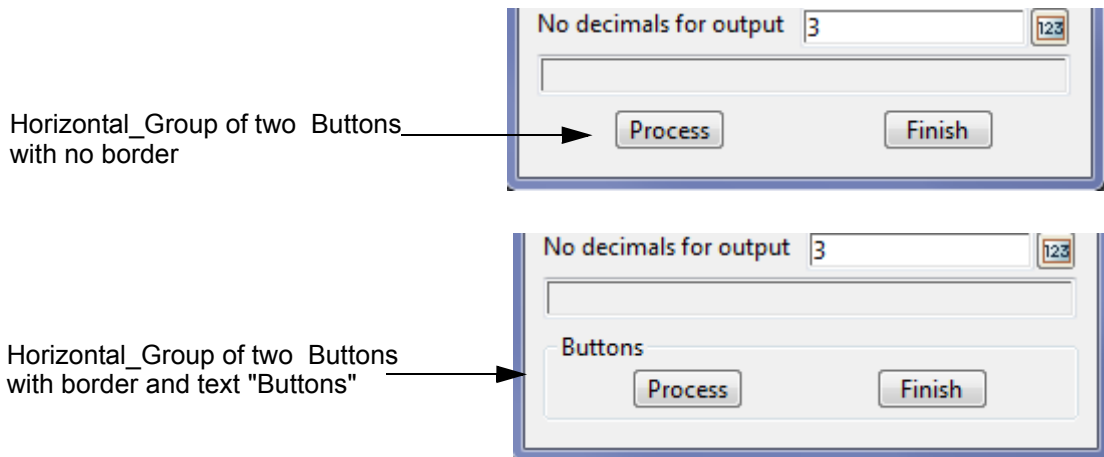 No decimals for output 3 123
Horizontal_Group of two Buttons
with no border
Process Finish
No decimals for output 3 123
Buttons
Horizontal_Group of two Buttons
with border and text "Buttons"
Process Finish